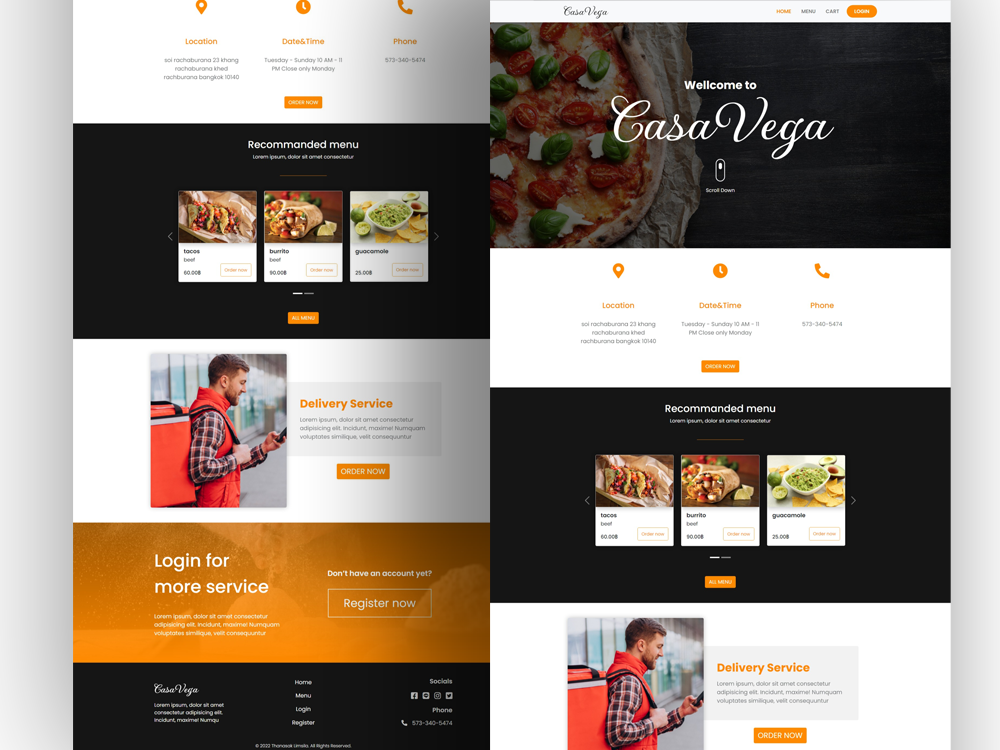 Location
Date&Time
Phone
soi rachaburana 23 khang
rachaburana khed
rachburana bangkok 10140
Tuesday - Sunday 10 AM - 11
PM Close only Monday
573-340-5474
ORDER NOW
Recommanded menu
Lorem ipsum, dolor sit amet consectetur
tacos
beef
60.00฿
Order now
burrito
beef
90.00฿
Order now
guacamole
25.00฿
Order now
ALL MENU
Delivery Service
Lorem ipsum, dolor sit amet consectetur
adipisicing elit. Incidunt, maxime! Numquam
voluptates similique, velit consequuntur
ORDER NOW
Login for
more service
Lorem ipsum, dolor sit amet consectetur
adipisicing elit. Incidunt, maxime! Numquam
voluptates similique, velit consequuntur
Don't have an account yet?
Register now
CasaVega
Lorem ipsum, dolor sit amet
consectetur adipisicing elit.
Incidunt, maxime! Numqu
Home
Menu
Login
Register
Socials
Phone
573-340-5474
© 2022 Thanasak Limsila, All Rights Reserved.
CasaVega
HOME MENU CART LOGIN
Wellcome to
CasaVega
Scroll Down
Location
Date&Time
Phone
soi rachaburana 23 khang
rachaburana khed
rachburana bangkok 10140
Tuesday - Sunday 10 AM - 11
PM Close only Monday
573-340-5474
ORDER NOW
Recommanded menu
Lorem ipsum, dolor sit amet consectetur
tacos
beef
60.00฿
Order now
burrito
beef
90.00฿
Order now
guacamole
25.00฿
Order now
ALL MENU
Delivery Service
Lorem ipsum, dolor sit amet consectetur
adipisicing elit. Incidunt, maxime! Numquam
voluptates similique, velit consequuntur
ORDER NOW